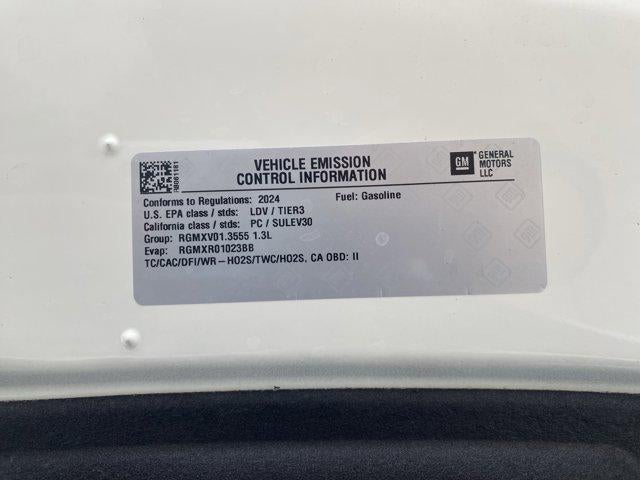 VEHICLE EMISSION
CONTROL INFORMATION
GM
GENERAL
MOTORS
LLC
Conforms to Regulations: 2024 Fuel: Gasoline
U.S. EPA class / stds: LDV / TIER3
California class / stds: PC / SULEV30
Group: RGMXV01.3555 1.3L
Evap: RGMXR01023BB
TC/CAC/DFI/WR-HO2S/TWC/HO2S, CA OBD: II